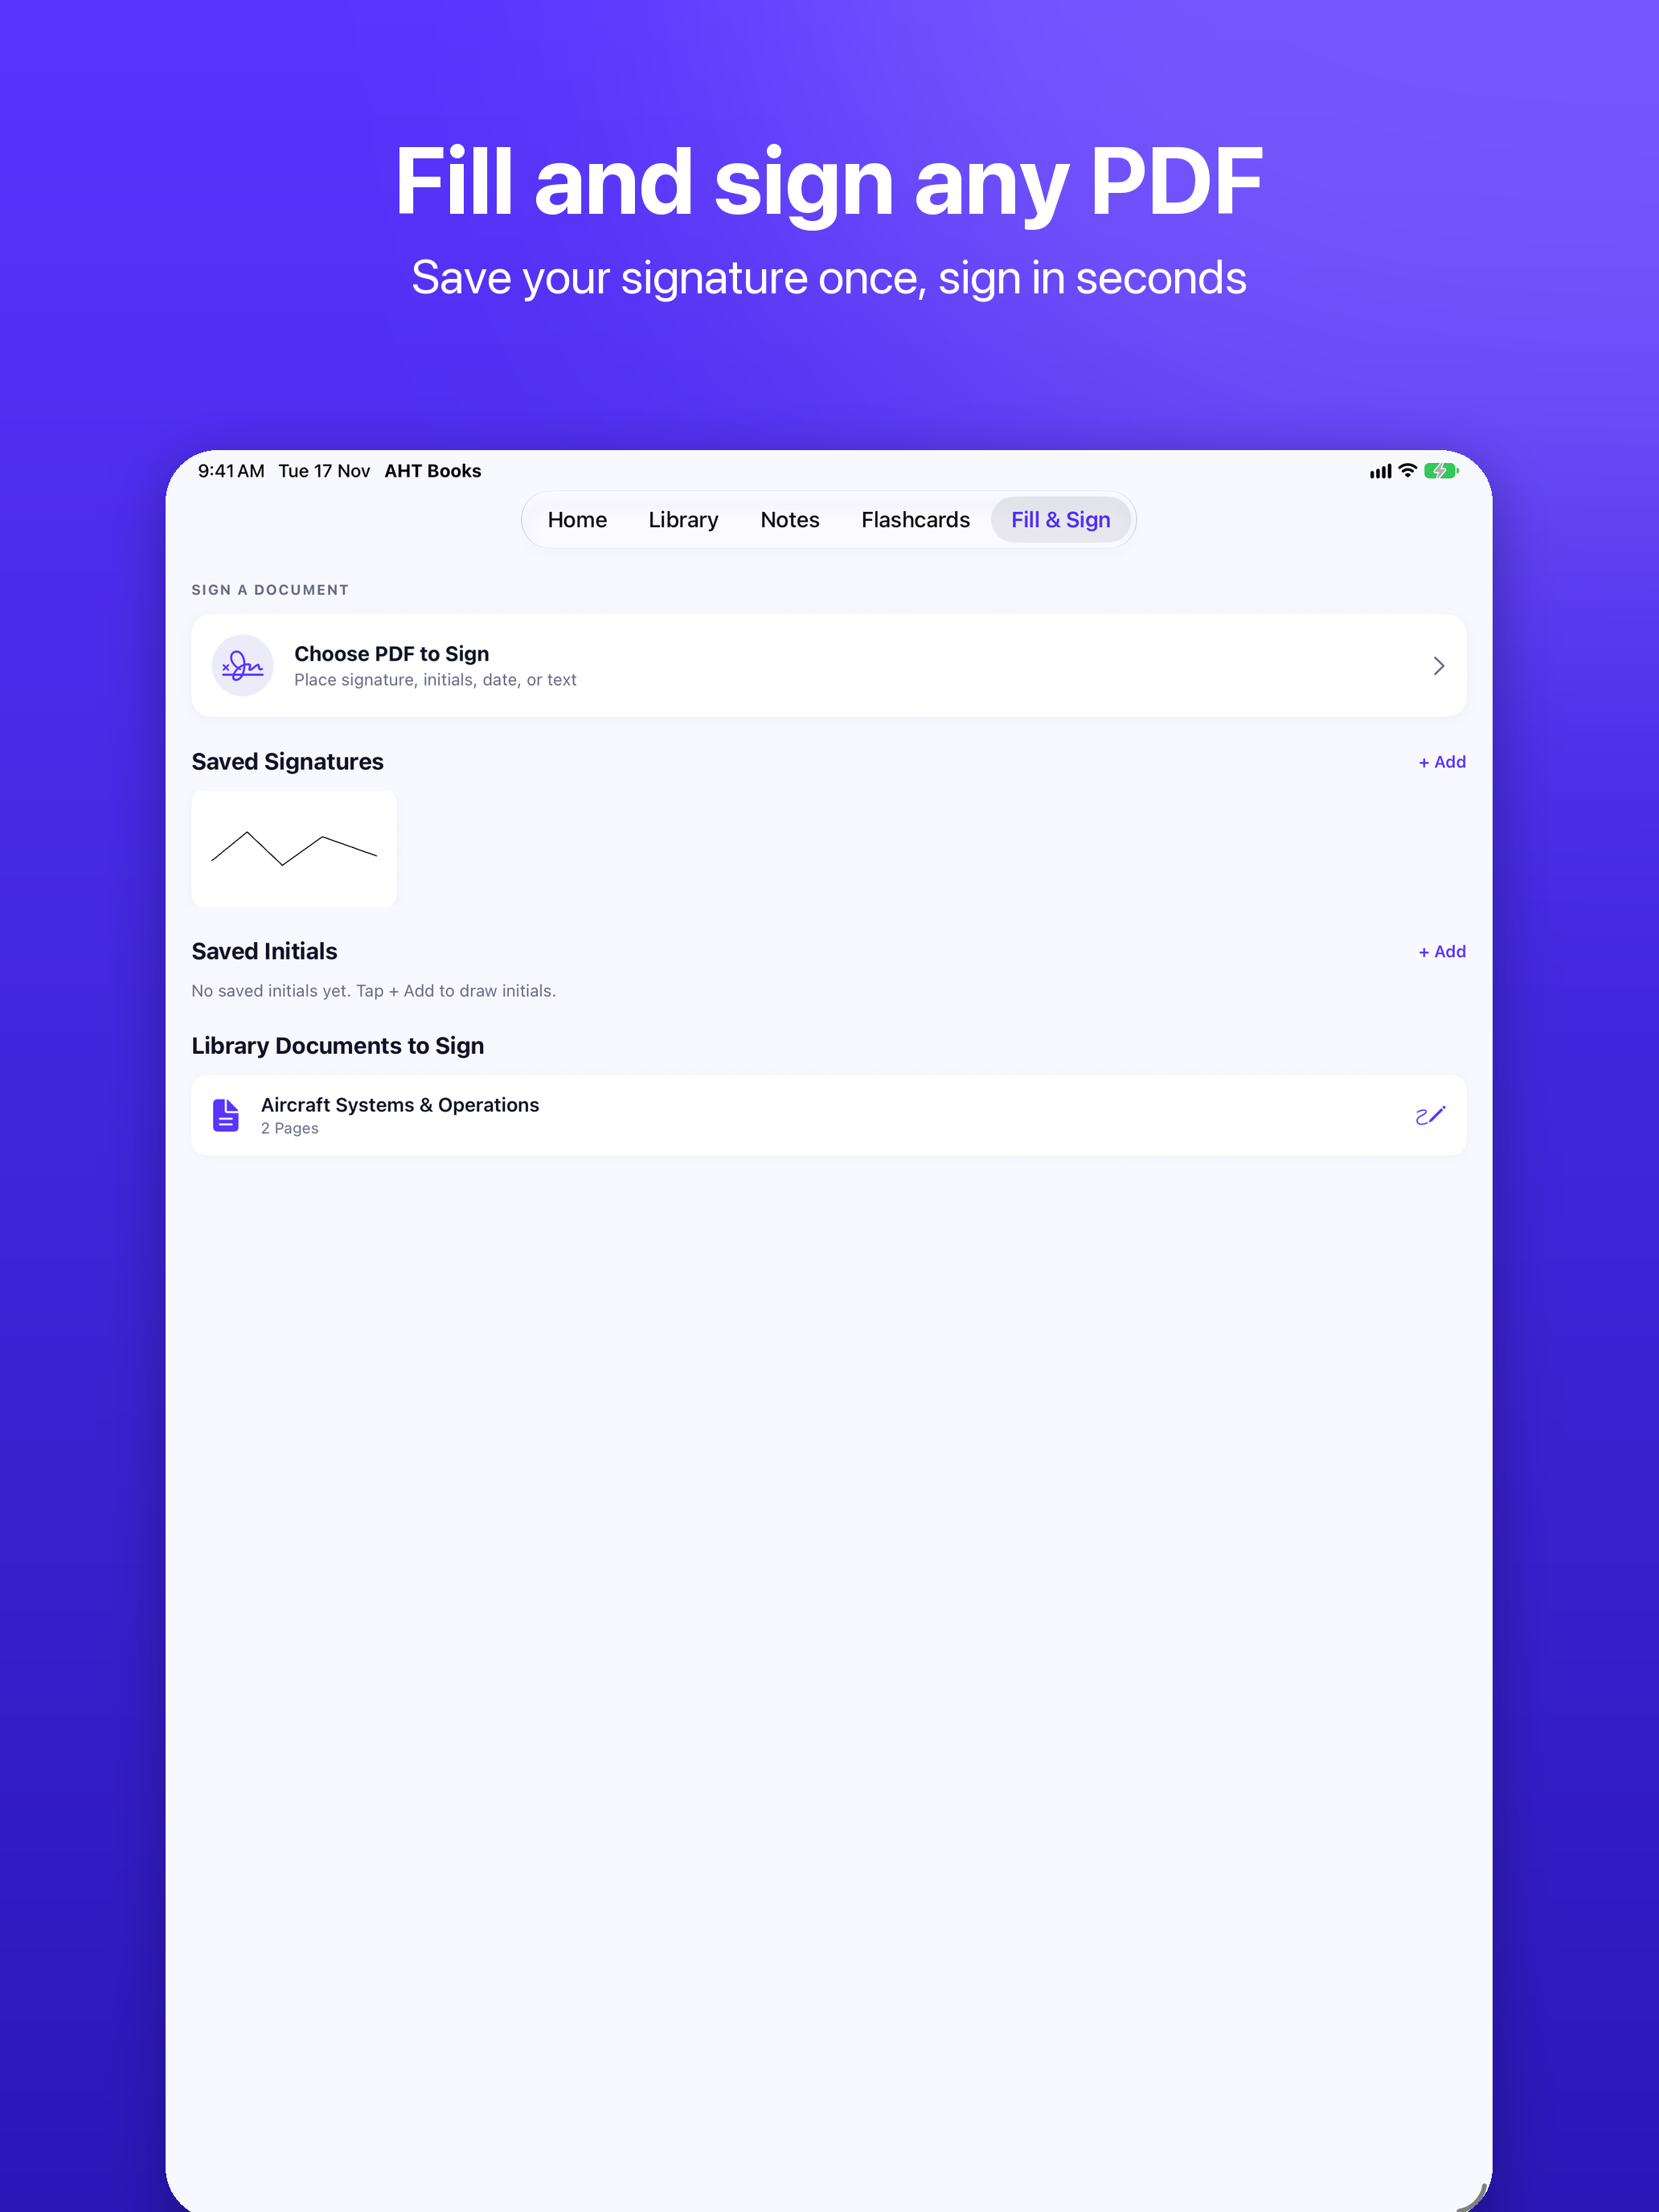 Fill and sign any PDF
Save your signature once, sign in seconds
9:41 AM Tue 17 Nov AHT Books
Home Library Notes Flashcards Fill & Sign
SIGN A DOCUMENT
Choose PDF to Sign
Place signature, initials, date, or text
Saved Signatures + Add
Saved Initials + Add
No saved initials yet. Tap + Add to draw initials.
Library Documents to Sign
Aircraft Systems & Operations
2 Pages